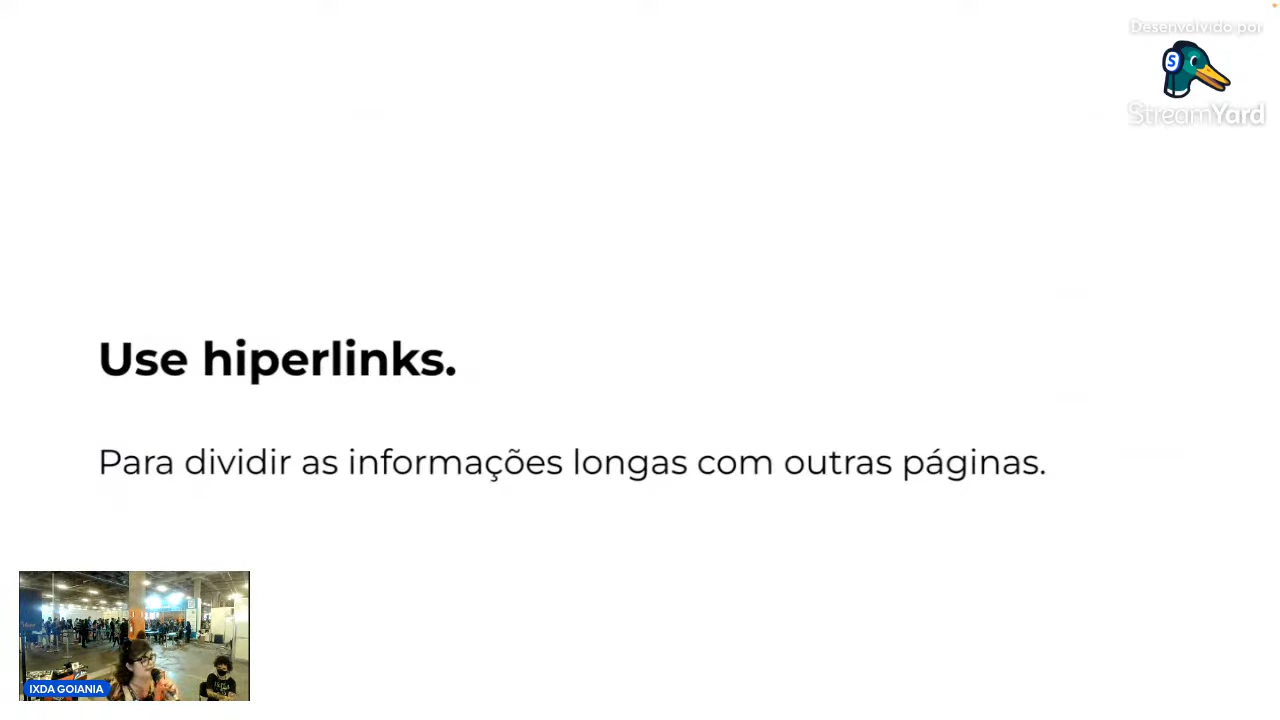 Desenvolvido por
S
StreamYard
Use hiperlinks.
Para dividir as informações longas com outras páginas.
IXDA GOIANIA